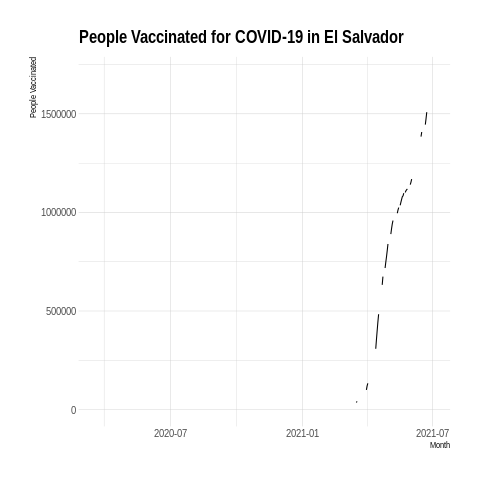 People Vaccinated for COVID-19 in El Salvador
People Vaccinated
1500000
1000000
500000
0
2020-07 2021-01 2021-07
Month